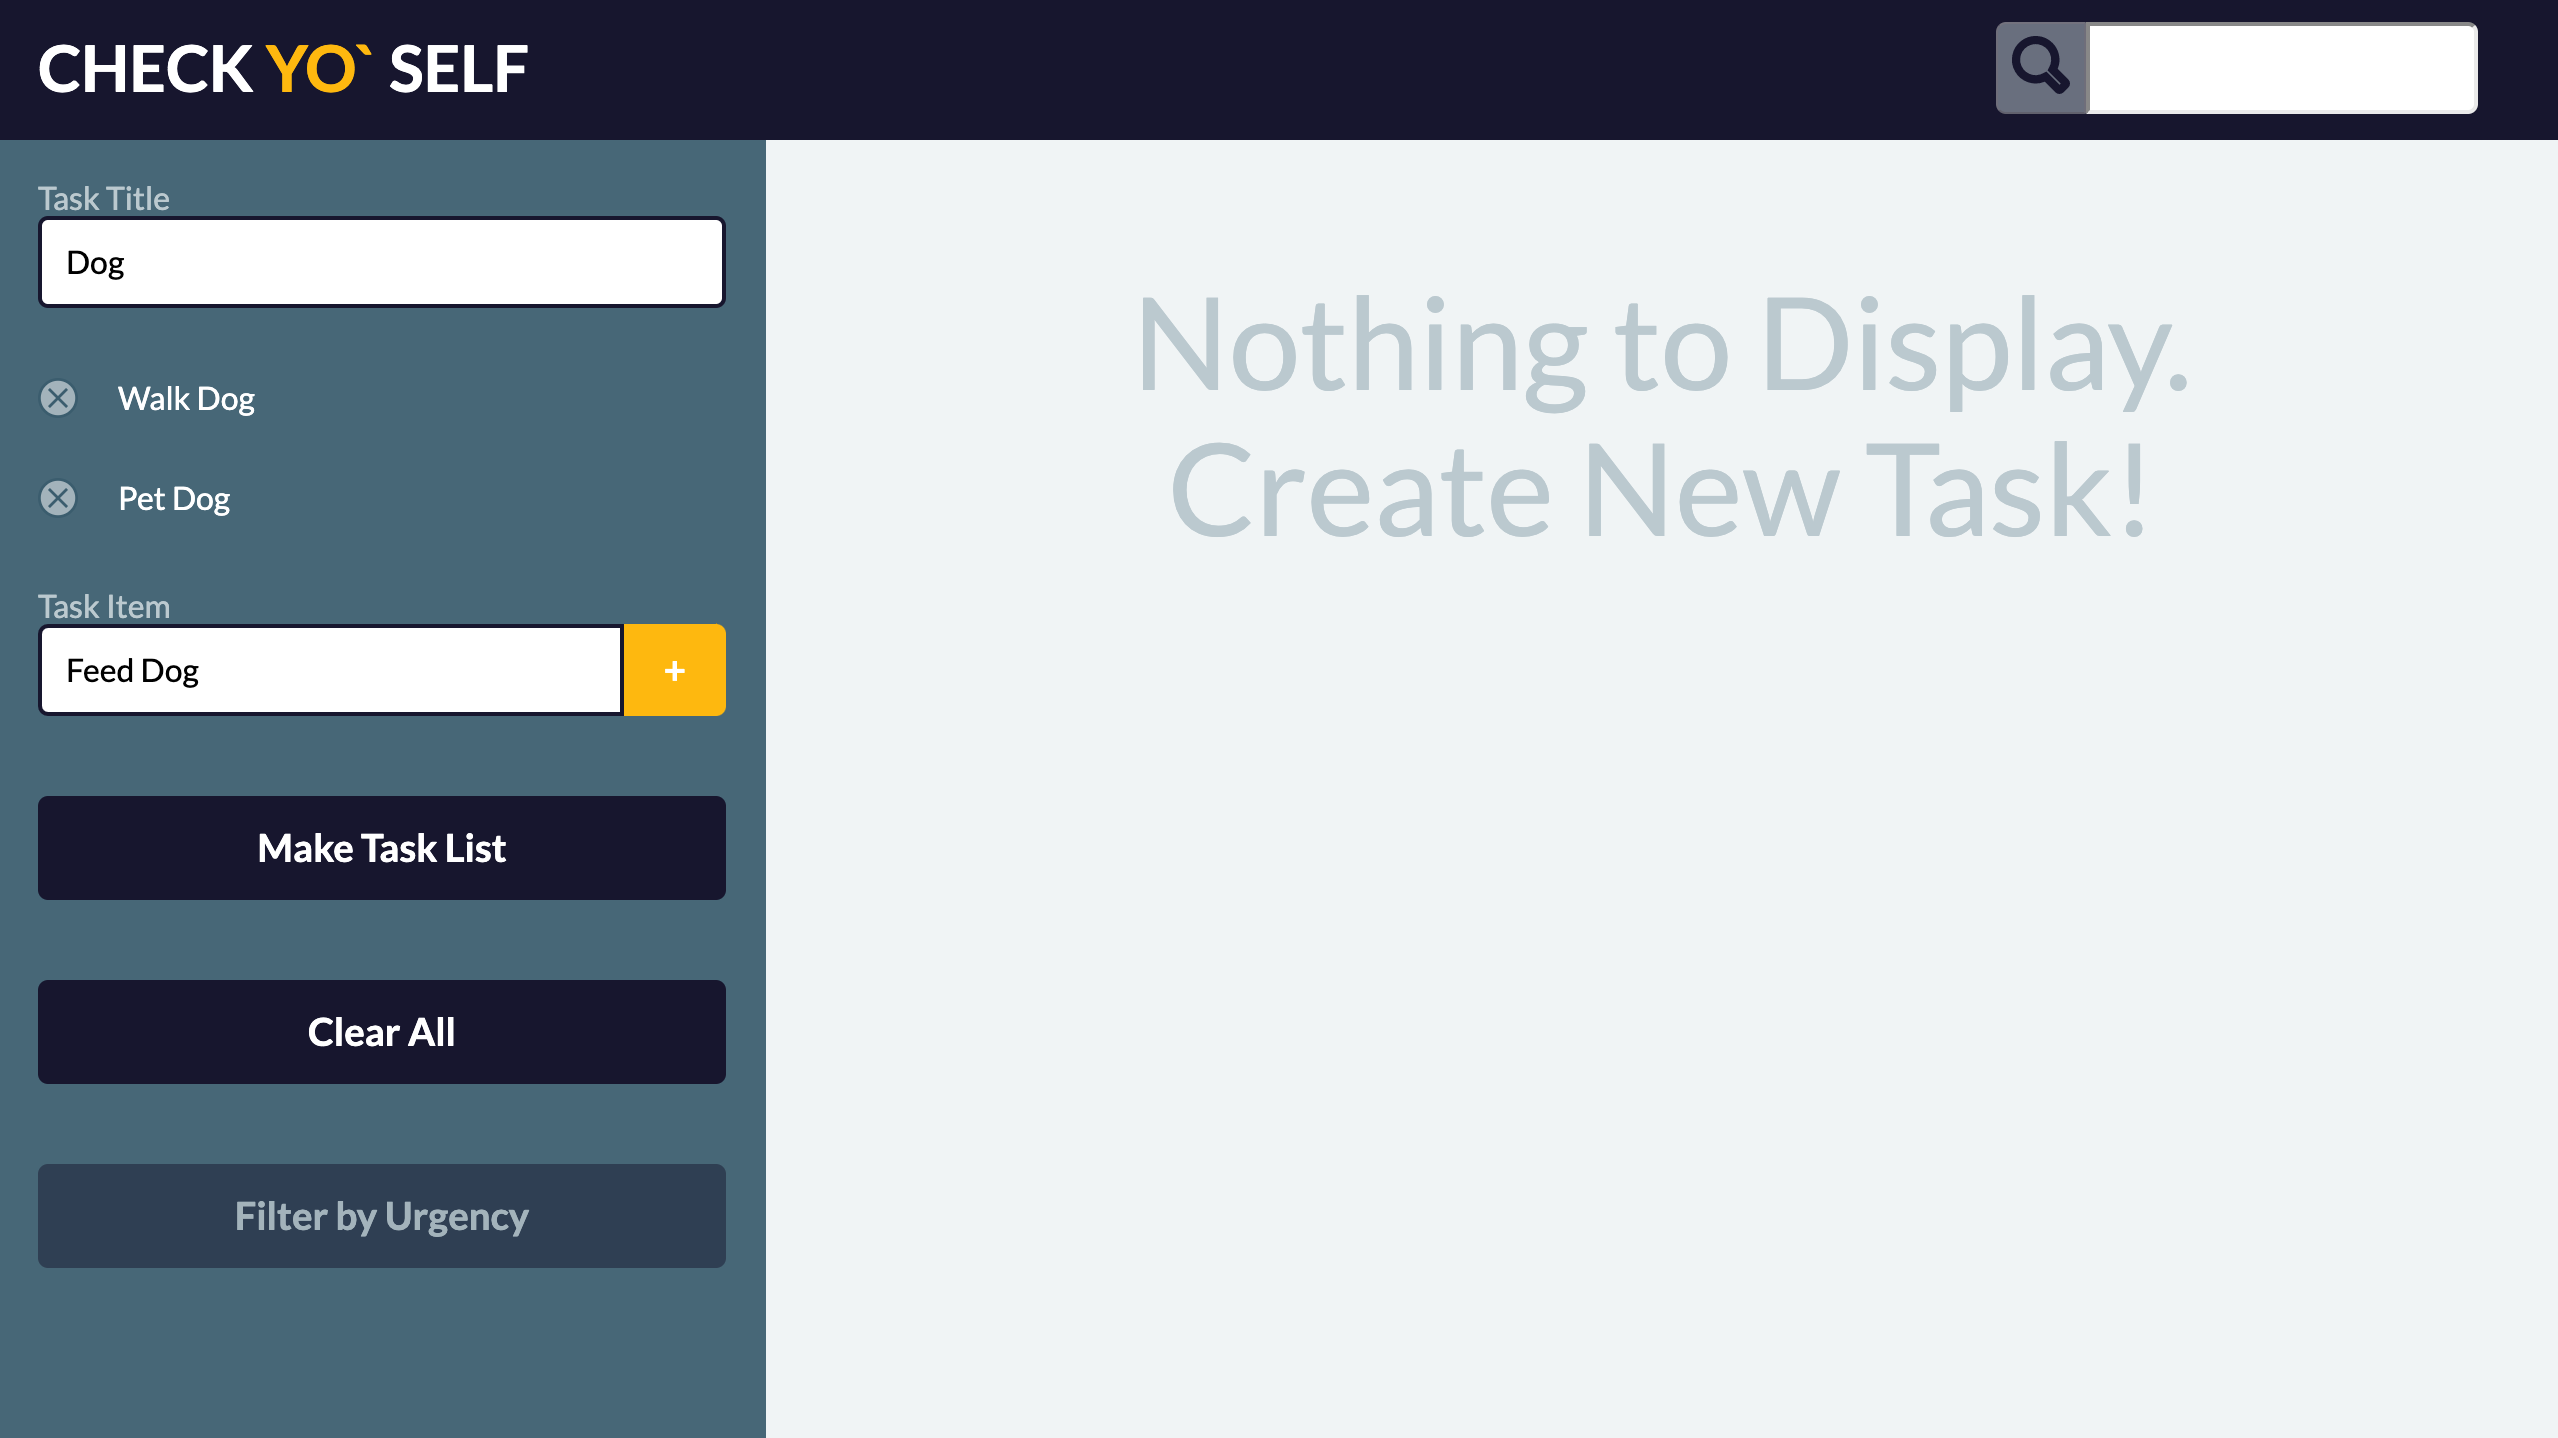 CHECK YO` SELF
Task Title
Dog
Walk Dog
Pet Dog
Task Item
Feed Dog
+
Make Task List
Clear All
Filter by Urgency
Nothing to Display.
Create New Task!